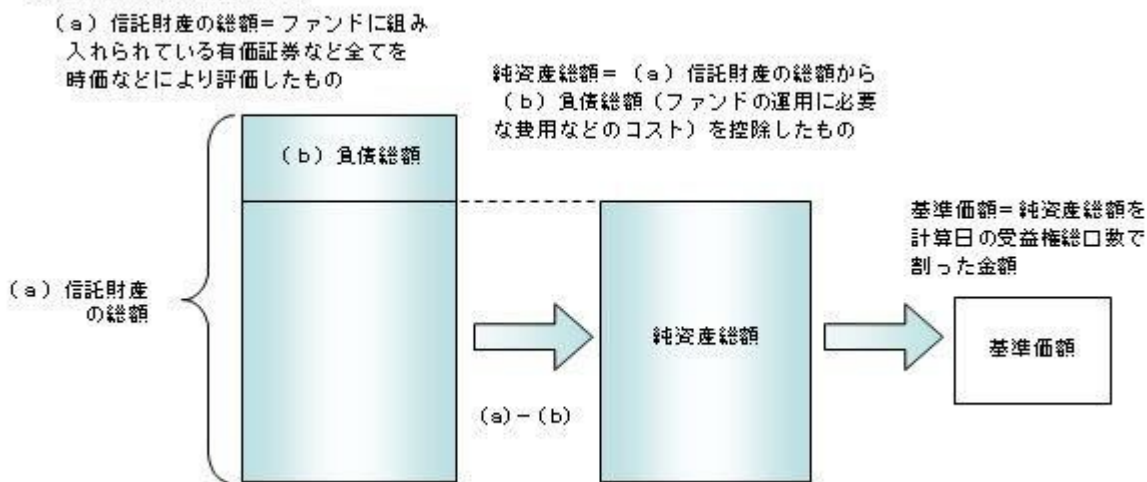 (a)信託財産の総額=ファンドに組み
入れられている有価証券など全てを
時価などにより評価したもの
純資産総額=(a)信託財産の総額から
(b)負債総額(ファンドの運用に必要
な費用などのコスト)を控除したもの
(b)負債総額
基準価額=純資産総額を
計算日の受益権総口数で
割った金額
(a)信託財産
の総額
純資産総額
基準価額
(a)-(b)